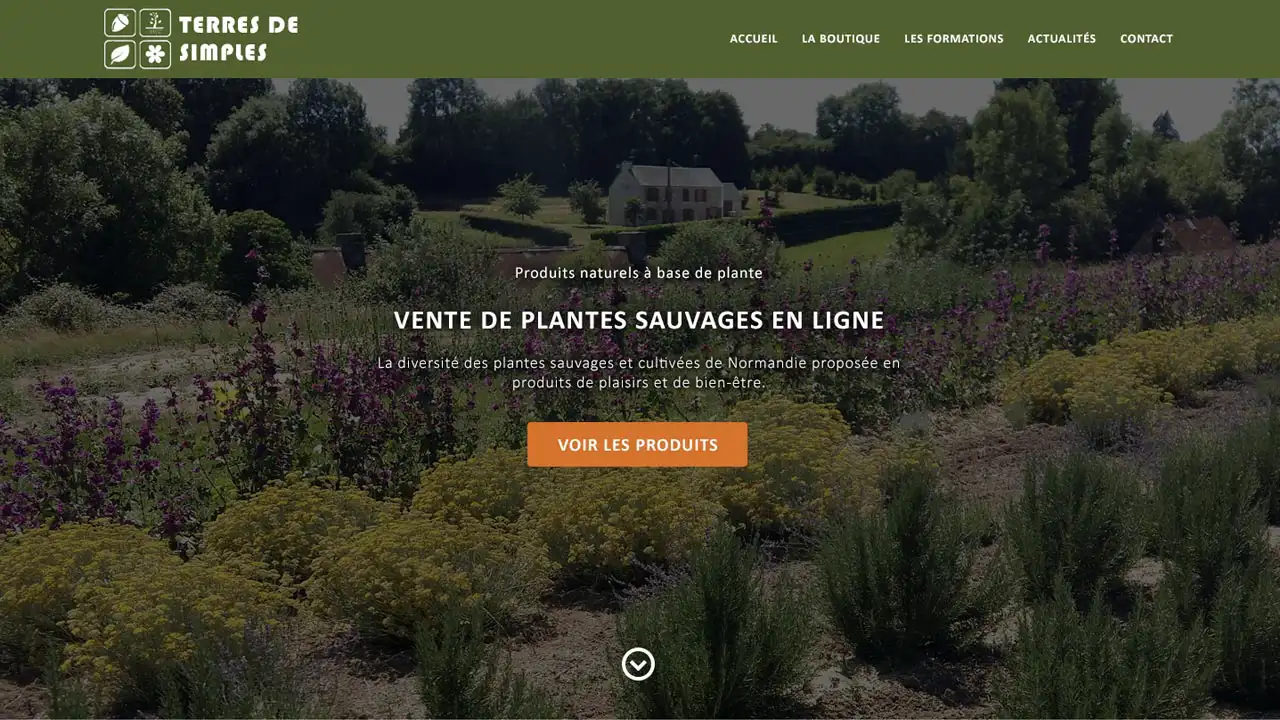 TERRES DE
SIMPLES
ACCUEIL LA BOUTIQUE LES FORMATIONS ACTUALITÉS CONTACT
Produits naturels à base de plante
VENTE DE PLANTES SAUVAGES EN LIGNE
La diversité des plantes sauvages et cultivées de Normandie proposée en
produits de plaisirs et de bien-être.
VOIR LES PRODUITS